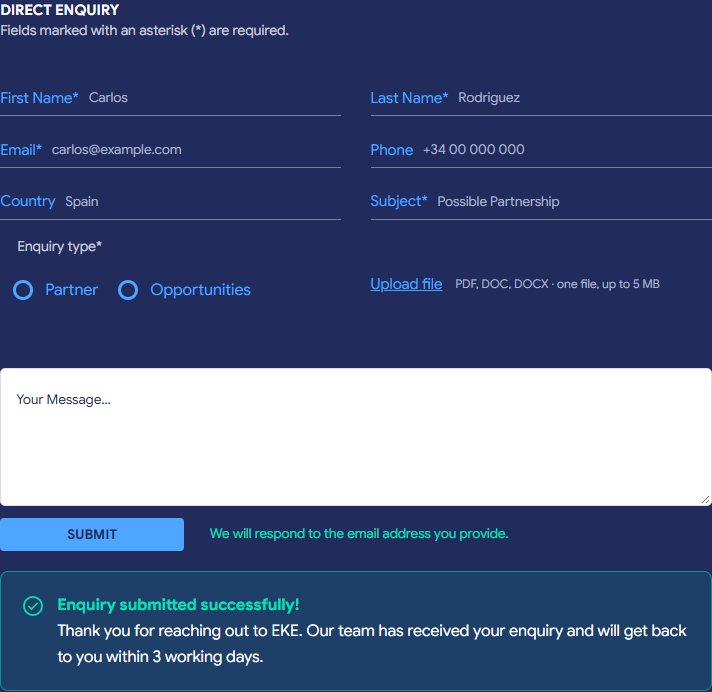 DIRECT ENQUIRY
Fields marked with an asterisk (*) are required.
First Name* Carlos
Last Name* Rodriguez
Email* carlos@example.com
Phone +34 00 000 000
Country Spain
Subject* Possible Partnership
Enquiry type*
Partner
Opportunities
Upload file PDF, DOC, DOCX · one file, up to 5 MB
Your Message...
SUBMIT
We will respond to the email address you provide.
Enquiry submitted successfully!
Thank you for reaching out to EKE. Our team has received your enquiry and will get back
to you within 3 working days.